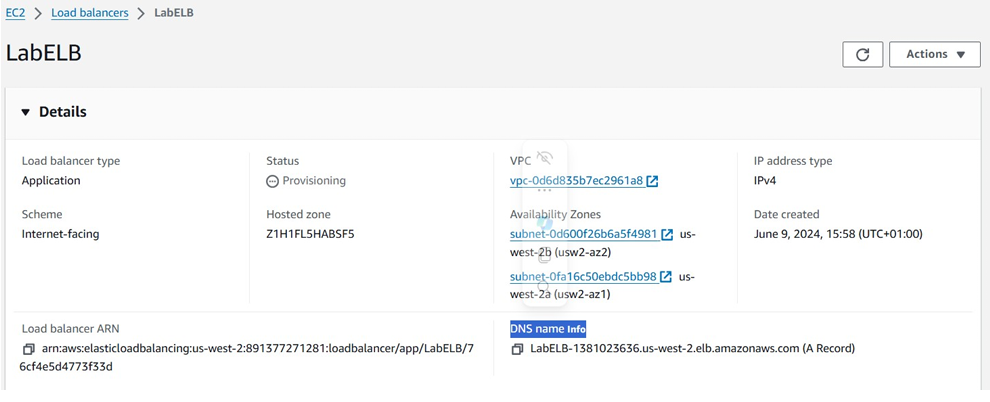 EC2 > Load balancers > LabELB
LabELB
Actions ▼
▼ Details
Load balancer type
Application
Status
Provisioning
VPC
vpc-0d6d835b7ec2961a8
IP address type
IPv4
Scheme
Internet-facing
Hosted zone
Z1H1FL5HABSF5
Availability Zones
subnet-0d600f26b6a5f4981 us-
west-2b (usw2-az2)
subnet-0fa16c50ebdc5bb98 us-
west-2a (usw2-az1)
Date created
June 9, 2024, 15:58 (UTC+01:00)
Load balancer ARN
arn:aws:elasticloadbalancing:us-west-2:891377271281:loadbalancer/app/LabELB/7
6cf4e5d4773f33d
DNS name Info
LabELB-1381023636.us-west-2.elb.amazonaws.com (A Record)